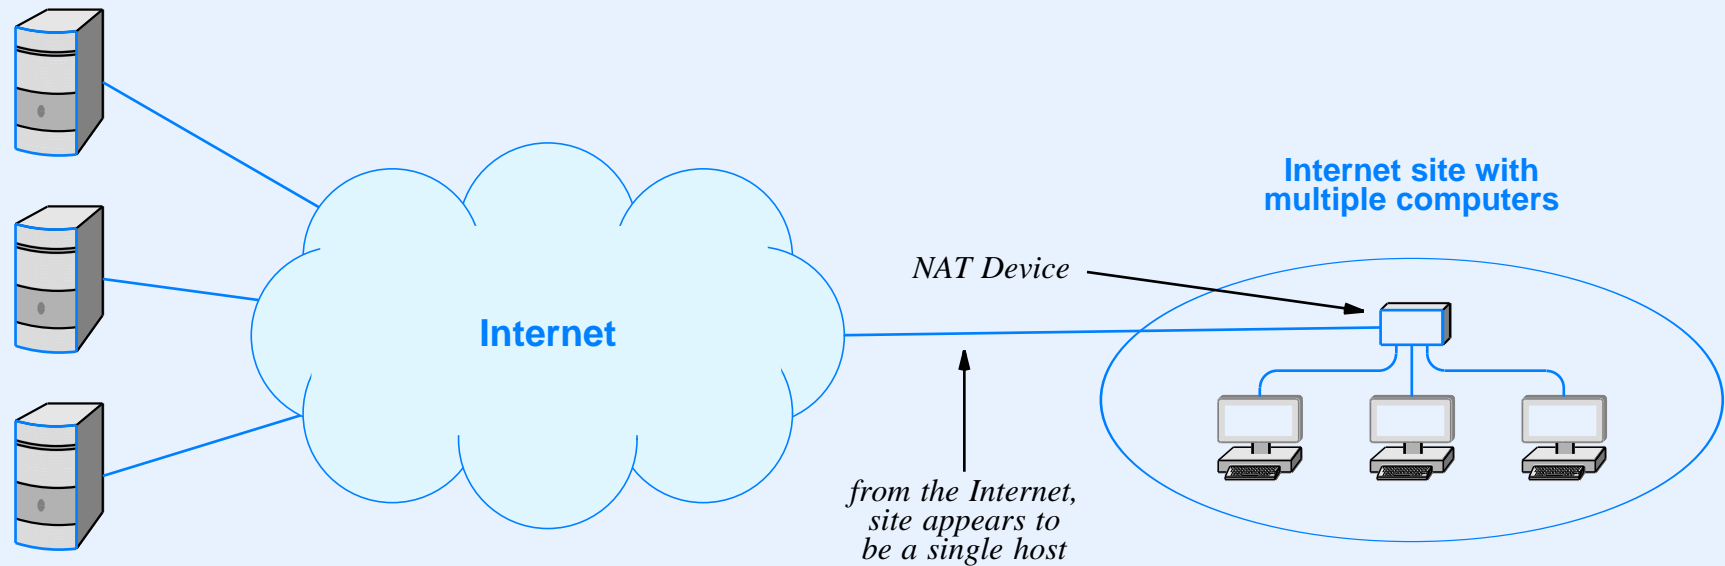 Internet site with
multiple computers
NAT Device
Internet
from the Internet,
site appears to
be a single host